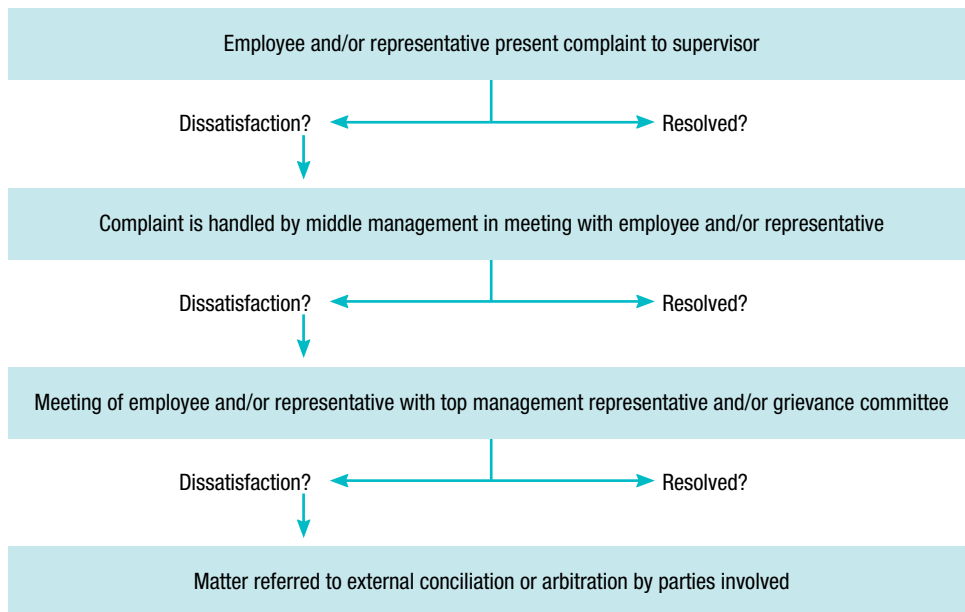 Employee and/or representative present complaint to supervisor
Dissatisfaction?
Resolved?
Complaint is handled by middle management in meeting with employee and/or representative
Dissatisfaction?
Resolved?
Meeting of employee and/or representative with top management representative and/or grievance committee
Dissatisfaction?
Resolved?
Matter referred to external conciliation or arbitration by parties involved